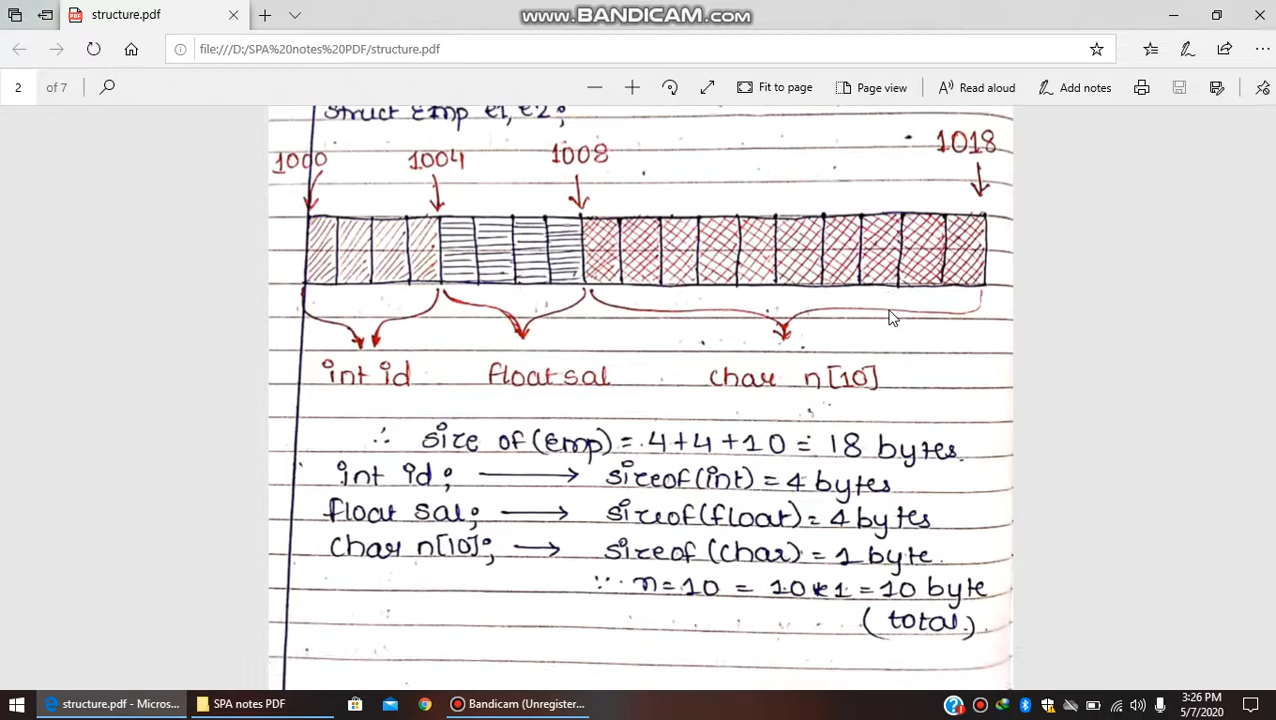 structure.pdf
www.BANDICAM.com
file:///D:/SPA%20notes%20PDF/structure.pdf
2 of 7
Fit to page
Page view
Read aloud
Add notes
Struct Emp e1, e2;
1000 1004 1008 1018
int id float sal char n[10]
∴ size of (emp) = 4+4+10 = 18 bytes.
int id; → sizeof(int) = 4 bytes
float sal; → sizeof(float) = 4 bytes
char n[10]; → sizeof (char) = 1 byte.
∵ n=10 = 10*1 = 10 byte
(total).
structure.pdf - Micros...
SPA notes PDF
Bandicam (Unregister...
3:26 PM
5/7/2020